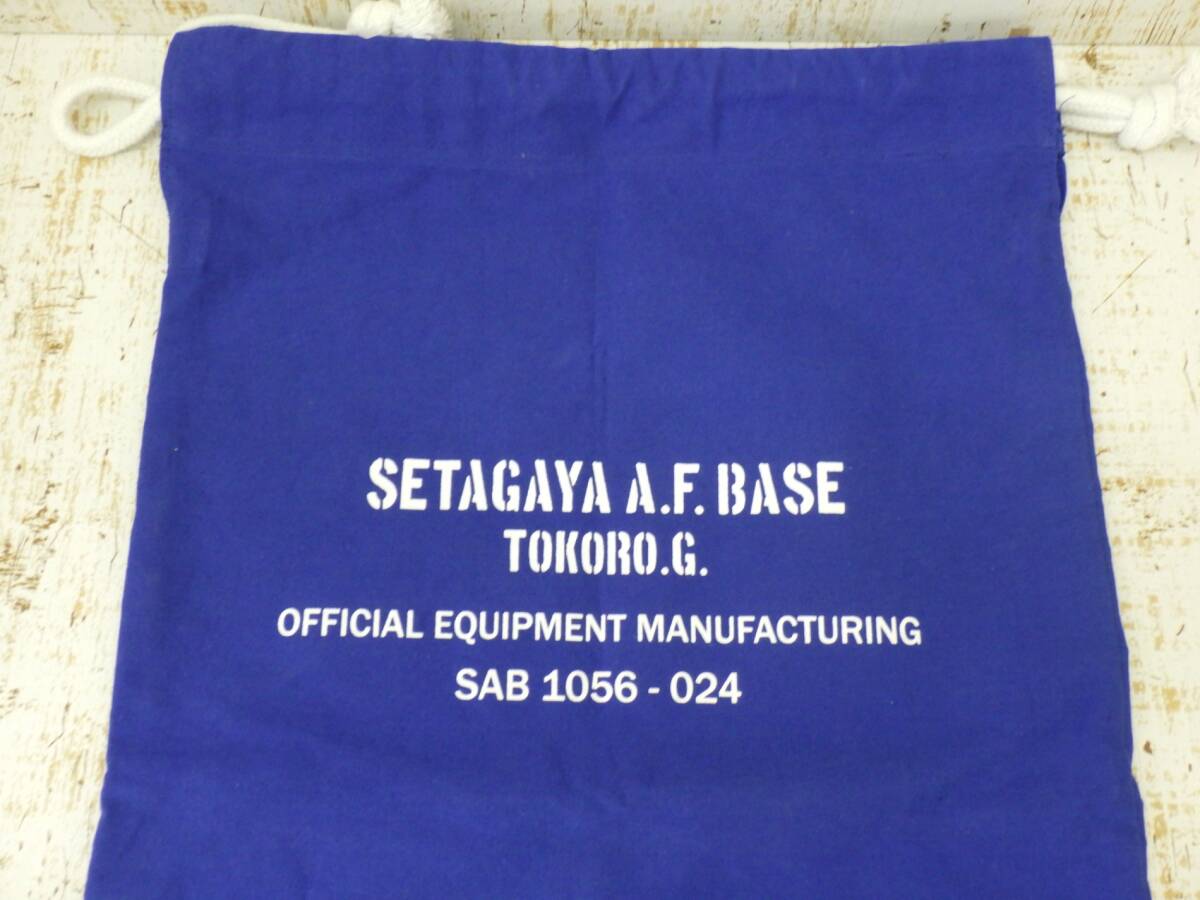 SETAGAYA A.F. BASE
TOKORO.G.
OFFICIAL EQUIPMENT MANUFACTURING
SAB 1056 - 024